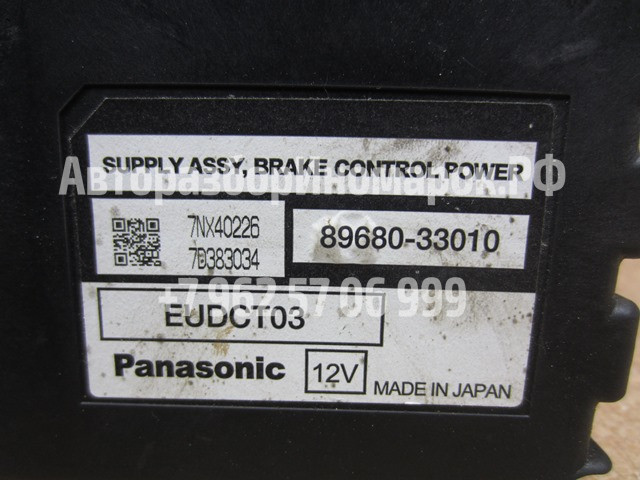 SUPPLY ASSY, BRAKE CONTROL POWER
АвторазборИномарок.РФ
7NX40226
7D383034
89680-33010
+7 962 57 06 999
EUDCT03
Panasonic
12V
MADE IN JAPAN